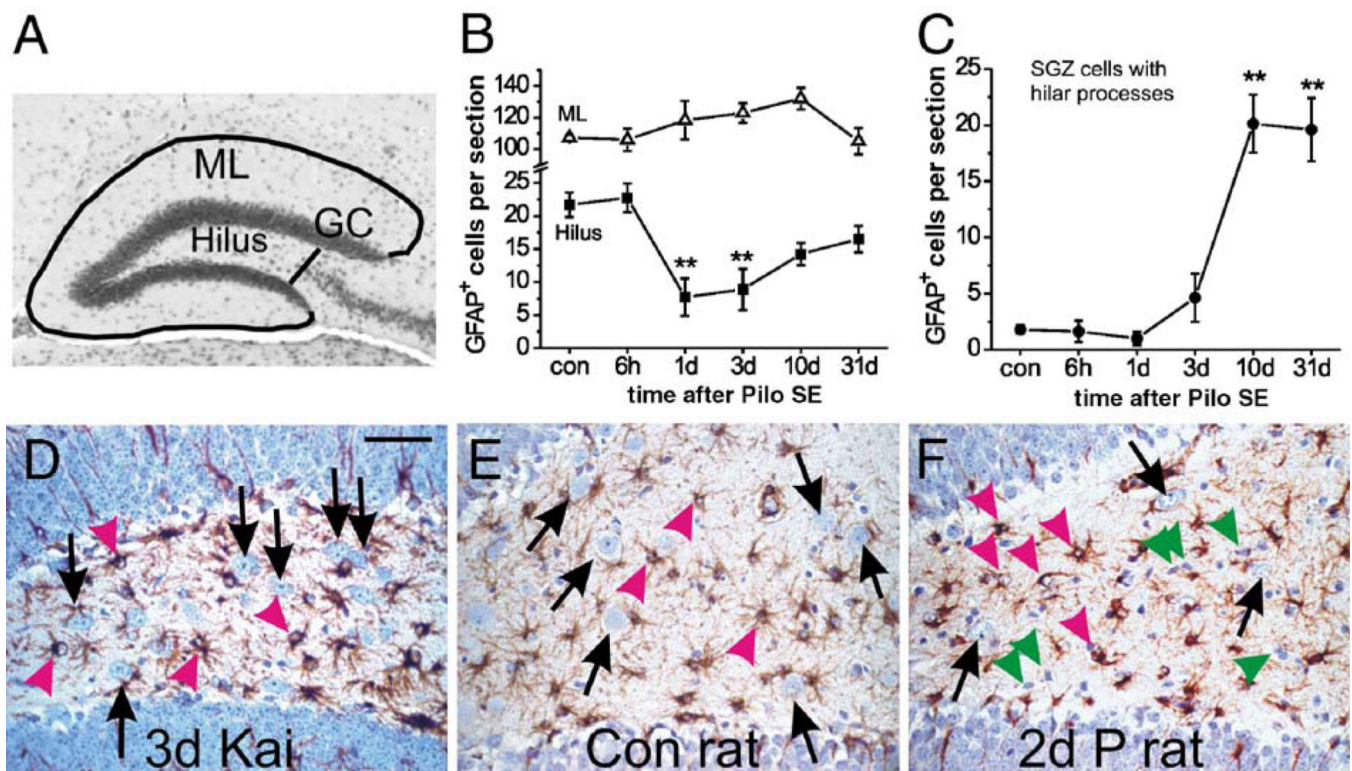 A
ML
GC
Hilus
B
GFAP+ cells per section
140
120
100
25
20
15
10
5
0
ML
Hilus
**
**
con 6h 1d 3d 10d 31d
time after Pilo SE
C
GFAP+ cells per section
25
20
15
10
5
0
SGZ cells with
hilar processes
**
**
con 6h 1d 3d 10d 31d
time after Pilo SE
D
3d Kai
E
Con rat
F
2d P rat